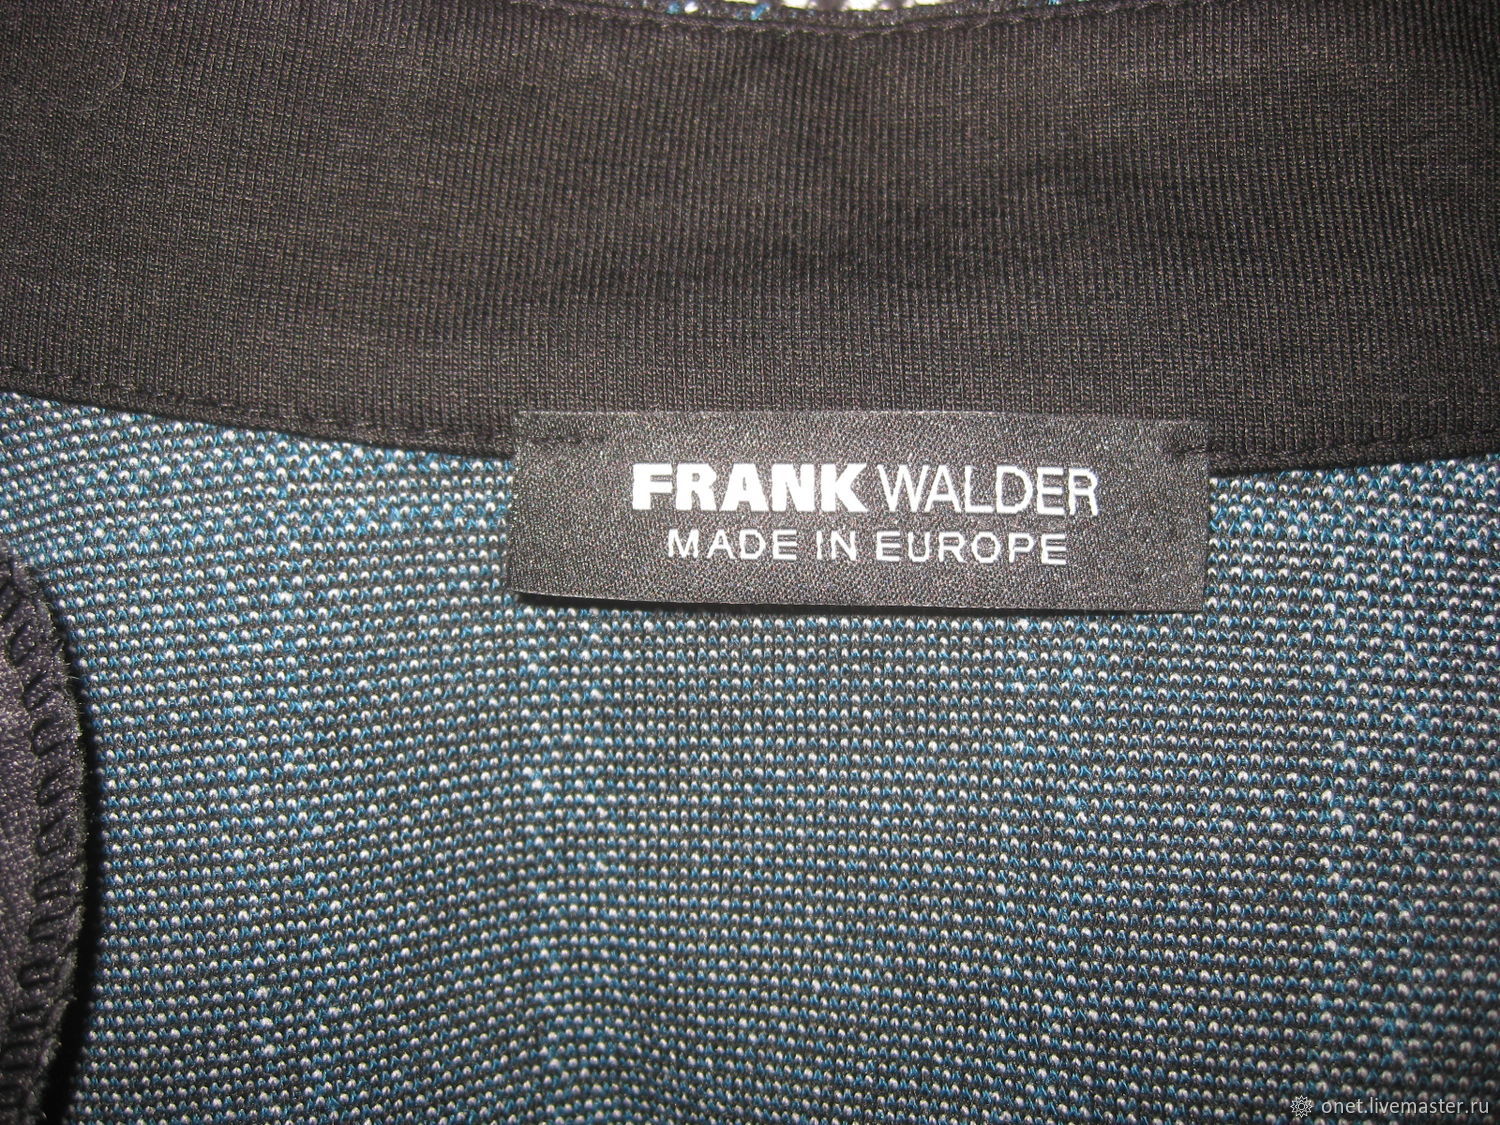 FRANK WALDER
MADE IN EUROPE
onet.livemaster.ru